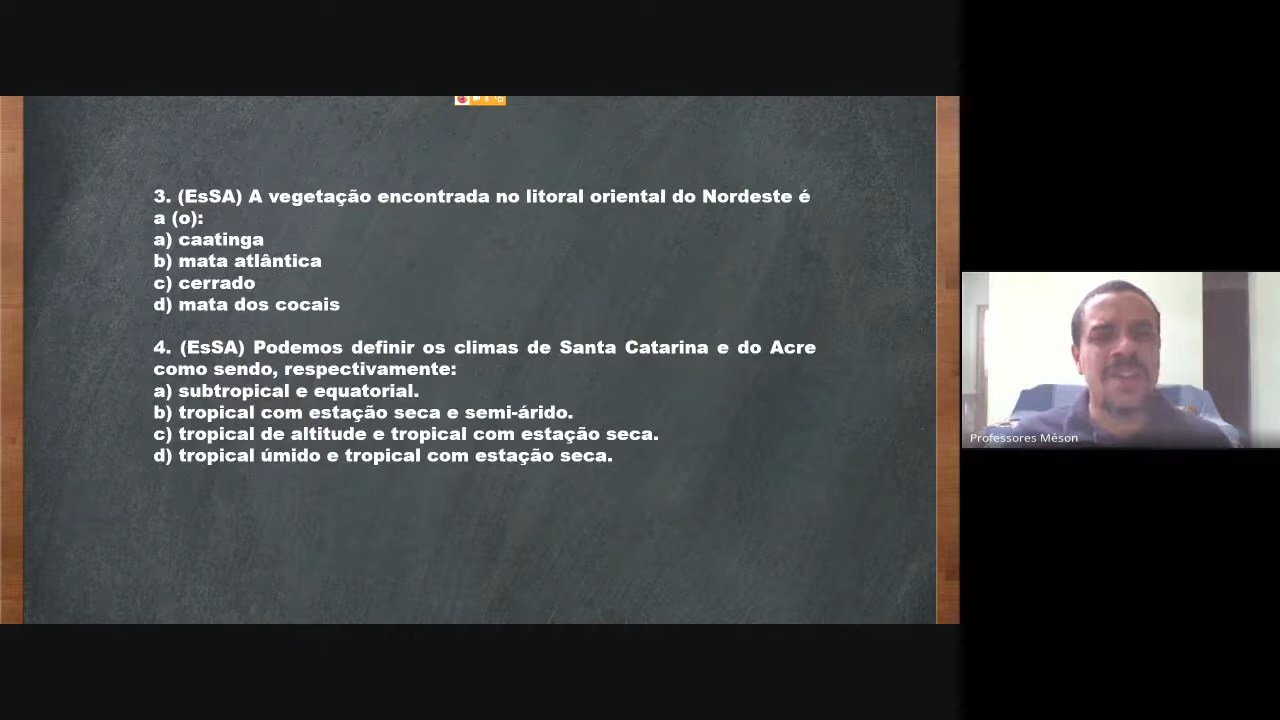 3. (EsSA) A vegetação encontrada no litoral oriental do Nordeste é
a (o):
a) caatinga
b) mata atlântica
c) cerrado
d) mata dos cocais
4. (EsSA) Podemos definir os climas de Santa Catarina e do Acre
como sendo, respectivamente:
a) subtropical e equatorial.
b) tropical com estação seca e semi-árido.
c) tropical de altitude e tropical com estação seca.
d) tropical úmido e tropical com estação seca.
Professores Méson